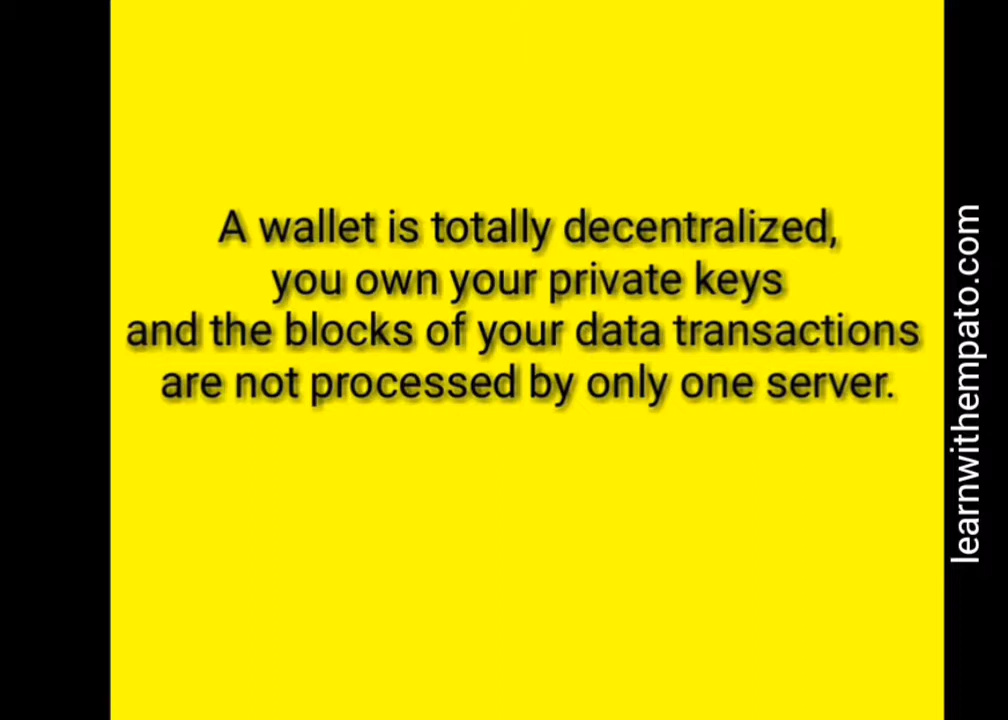 A wallet is totally decentralized,
you own your private keys
and the blocks of your data transactions
are not processed by only one server.
learnwithempato.com